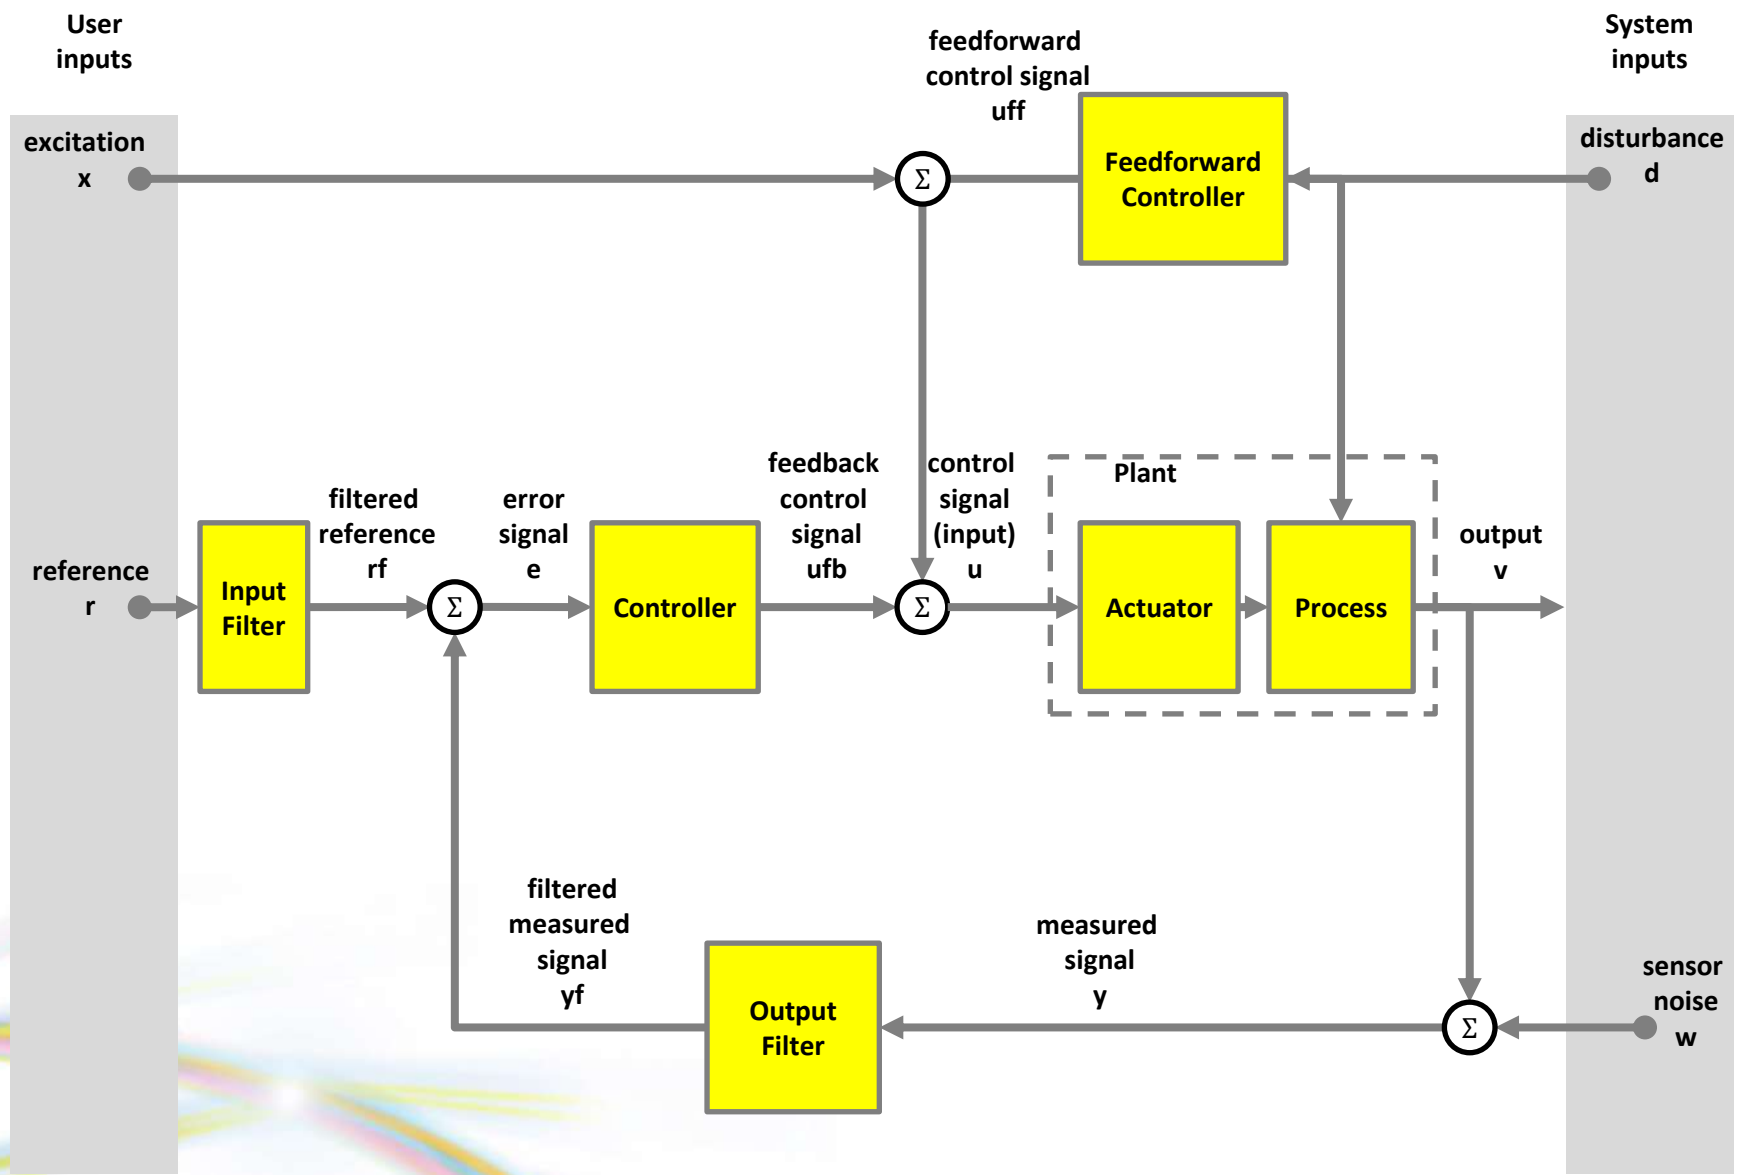 User
inputs
System
inputs
feedforward
control signal
uff
excitation
x
Σ
Feedforward
Controller
disturbance
d
feedback
control
signal
ufb
control
signal
(input)
u
Plant
filtered
reference
rf
error
signal
e
output
v
reference
r
Input
Filter
Σ
Controller
Σ
Actuator
Process
filtered
measured
signal
yf
measured
signal
y
Output
Filter
Σ
sensor
noise
w